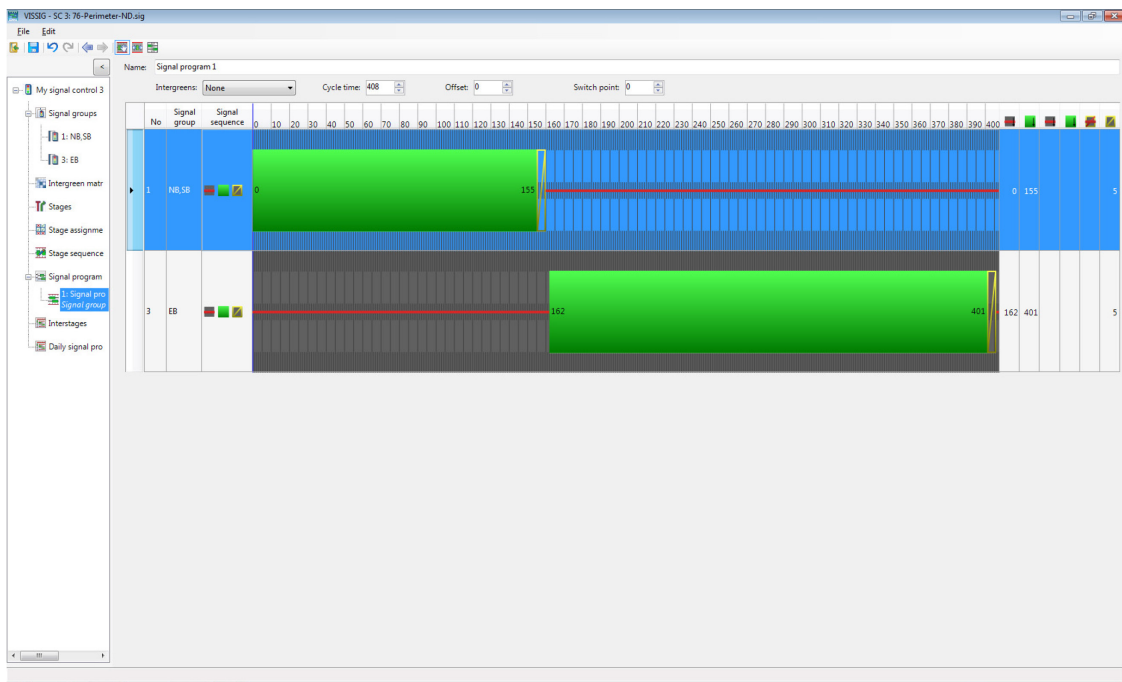 VISSIG - SC 3: 76-Perimeter-ND.sig
File Edit
Name: Signal program 1
Intergreens: None Cycle time: 408 Offset: 0 Switch point: 0
My signal control 3
Signal groups
1: NB,SB
3: EB
Intergreen matr
Stages
Stage assignme
Stage sequence
Signal program
1: Signal pro
Signal group
Interstages
Daily signal pro
No Signal group Signal sequence 0 10 20 30 40 50 60 70 80 90 100 110 120 130 140 150 160 170 180 190 200 210 220 230 240 250 260 270 280 290 300 310 320 330 340 350 360 370 380 390 400
1 NB,SB 0 155 0 155 5
3 EB 162 401 162 401 5